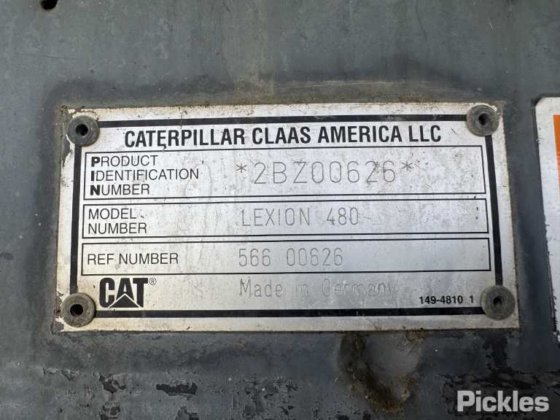 CATERPILLAR CLAAS AMERICA LLC
PRODUCT
IDENTIFICATION
NUMBER
*2BZ00626*
MODEL
NUMBER
LEXION 480
REF NUMBER
566 00626
CAT®
Made in Germany
149-4810 1
Pickles